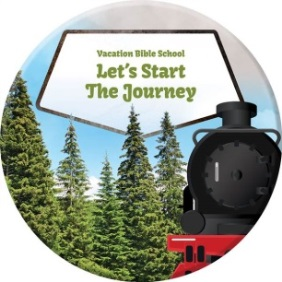 Vacation Bible School
Let's Start
The Journey